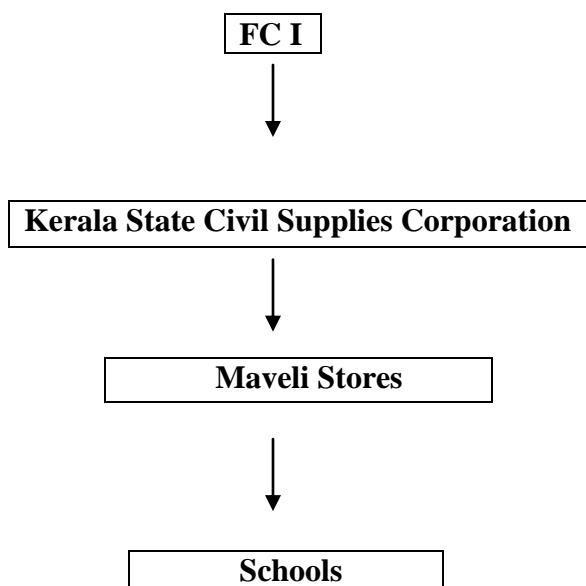 FC I
Kerala State Civil Supplies Corporation
Maveli Stores
Schools